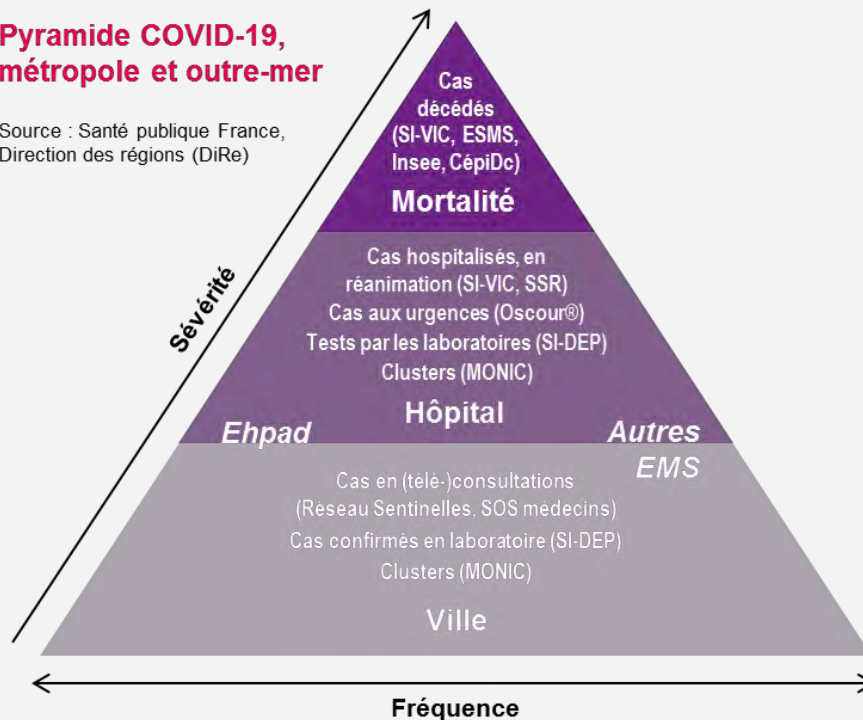 Pyramide COVID-19,
métropole et outre-mer
Source : Santé publique France,
Direction des régions (DiRe)
Sévérité
Cas
décédés
(SI-VIC, ESMS,
Insee, CépiDc)
Mortalité
Cas hospitalisés, en
réanimation (SI-VIC, SSR)
Cas aux urgences (Oscour®)
Tests par les laboratoires (SI-DEP)
Clusters (MONIC)
Hôpital
Ehpad
Autres
EMS
Cas en (télé-)consultations
(Réseau Sentinelles, SOS médecins)
Cas confirmés en laboratoire (SI-DEP)
Clusters (MONIC)
Ville
Fréquence